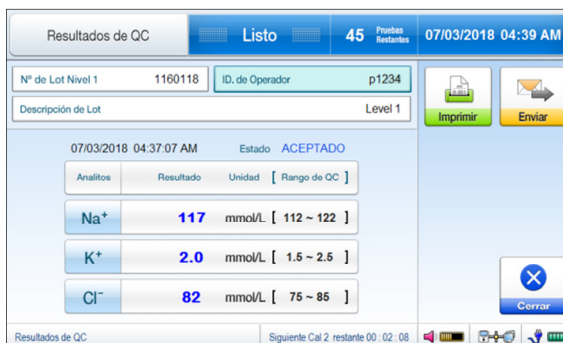 Resultados de QC Listo 45 Pruebas Restantes 07/03/2018 04:39 AM
Nº de Lot Nivel 1 1160118 ID. de Operador p1234
Descripción de Lot Level 1
Imprimir Enviar
07/03/2018 04:37:07 AM Estado ACEPTADO
Analitos Resultado Unidad [ Rango de QC ]
Na⁺ 117 mmol/L [ 112 ~ 122 ]
K⁺ 2.0 mmol/L [ 1.5 ~ 2.5 ]
Cl⁻ 82 mmol/L [ 75 ~ 85 ]
Cerrar
Resultados de QC Siguiente Cal 2 restante 00 : 02 : 08